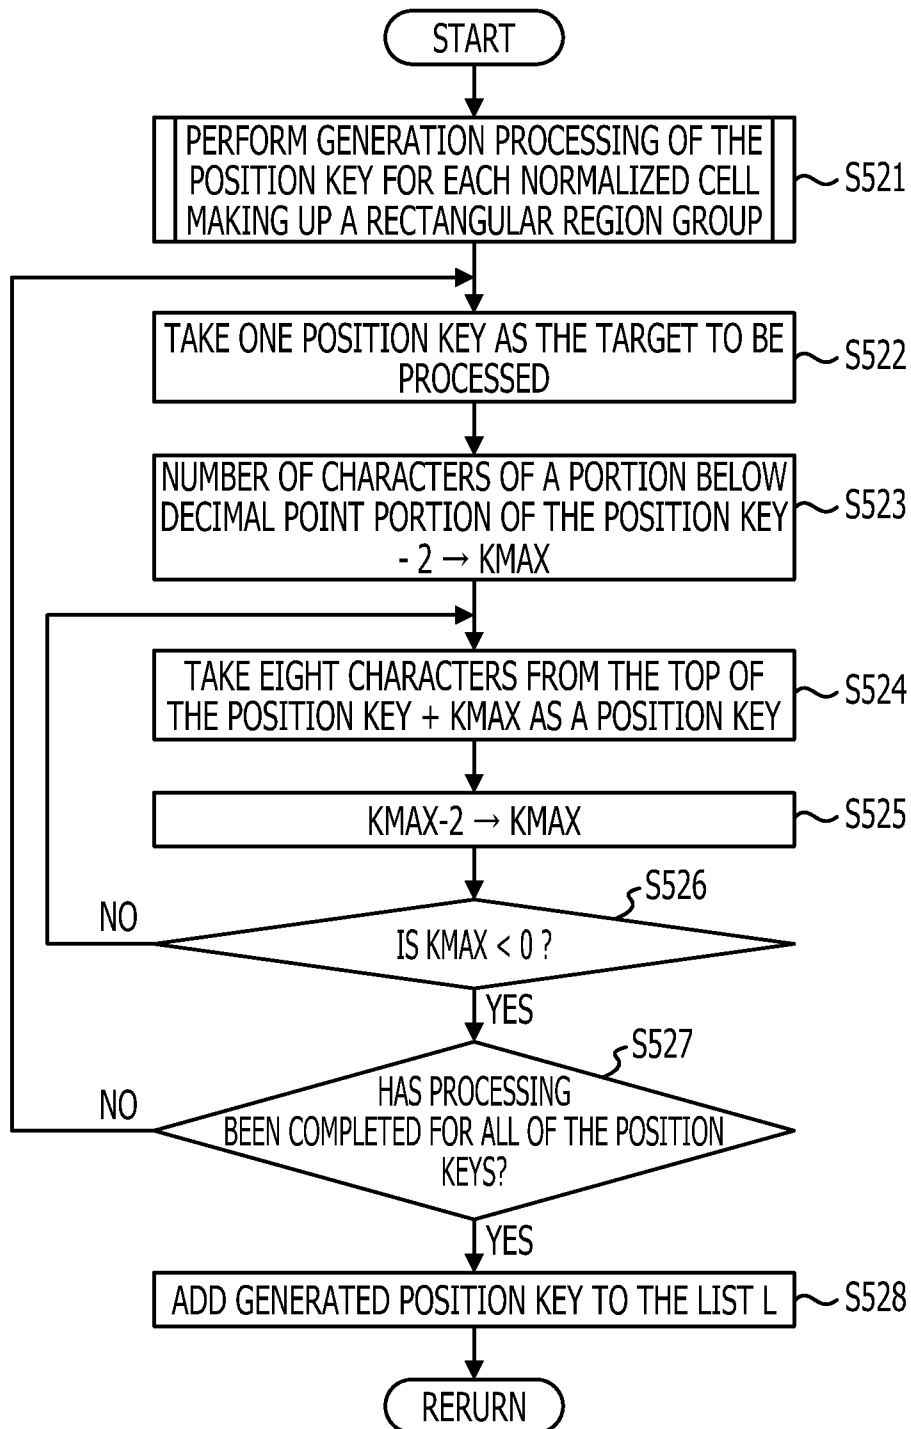 START
PERFORM GENERATION PROCESSING OF THE
POSITION KEY FOR EACH NORMALIZED CELL
MAKING UP A RECTANGULAR REGION GROUP
S521
TAKE ONE POSITION KEY AS THE TARGET TO BE
PROCESSED
S522
NUMBER OF CHARACTERS OF A PORTION BELOW
DECIMAL POINT PORTION OF THE POSITION KEY
- 2 → KMAX
S523
TAKE EIGHT CHARACTERS FROM THE TOP OF
THE POSITION KEY + KMAX AS A POSITION KEY
S524
KMAX-2 → KMAX
S525
S526
NO
IS KMAX < 0 ?
YES
S527
NO
HAS PROCESSING
BEEN COMPLETED FOR ALL OF THE POSITION
KEYS?
YES
ADD GENERATED POSITION KEY TO THE LIST L
S528
RERURN